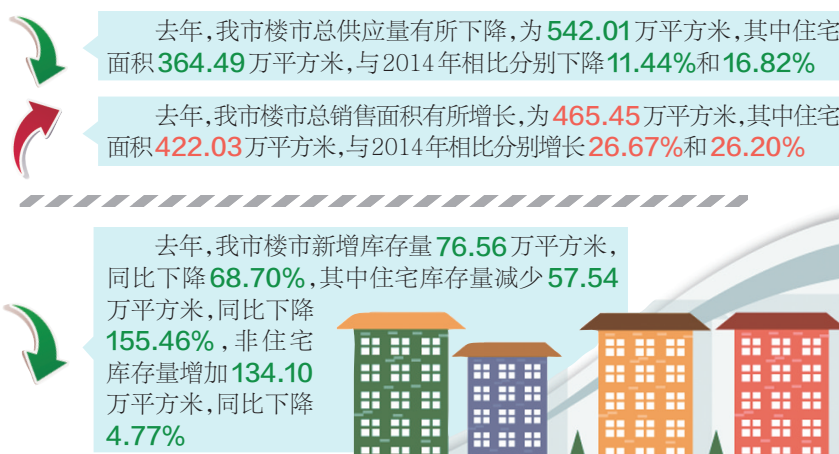 去年,我市楼市总供应量有所下降,为542.01万平方米,其中住宅
面积364.49万平方米,与2014年相比分别下降11.44%和16.82%
去年,我市楼市总销售面积有所增长,为465.45万平方米,其中住宅
面积422.03万平方米,与2014年相比分别增长26.67%和26.20%
去年,我市楼市新增库存量76.56万平方米,
同比下降68.70%,其中住宅库存量减少57.54
万平方米,同比下降
155.46%,非住宅
库存量增加134.10
万平方米,同比下降
4.77%